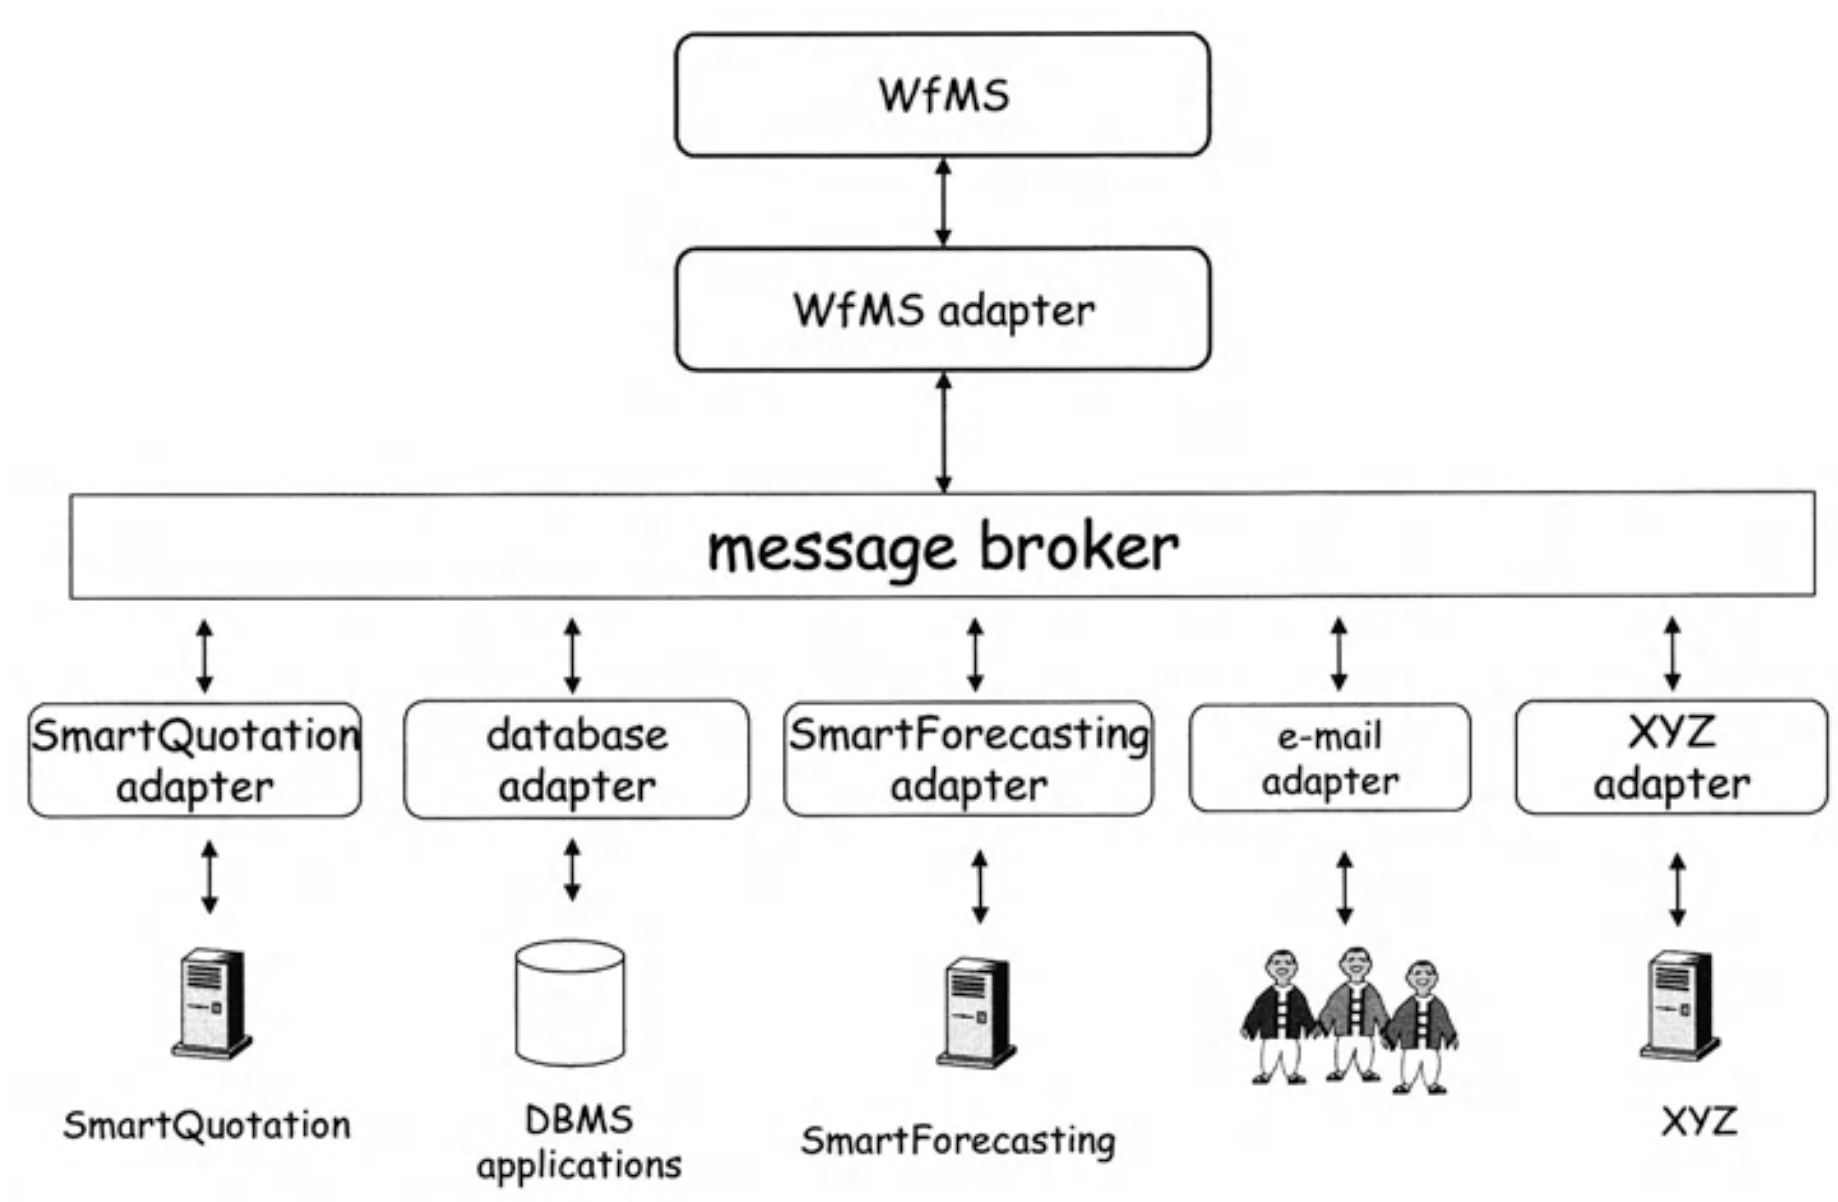 WfMS
WfMS adapter
message broker
SmartQuotation
adapter
database
adapter
SmartForecasting
adapter
e-mail
adapter
XYZ
adapter
SmartQuotation
DBMS
applications
SmartForecasting
XYZ